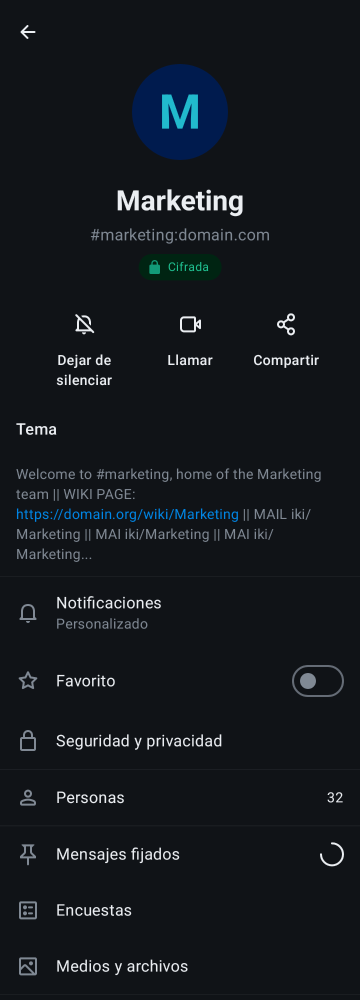 M
Marketing
#marketing:domain.com
Cifrada
Dejar de
silenciar
Llamar
Compartir
Tema
Welcome to #marketing, home of the Marketing
team || WIKI PAGE:
https://domain.org/wiki/Marketing || MAIL iki/
Marketing || MAI iki/Marketing || MAI iki/
Marketing...
Notificaciones
Personalizado
Favorito
Seguridad y privacidad
Personas 32
Mensajes fijados
Encuestas
Medios y archivos